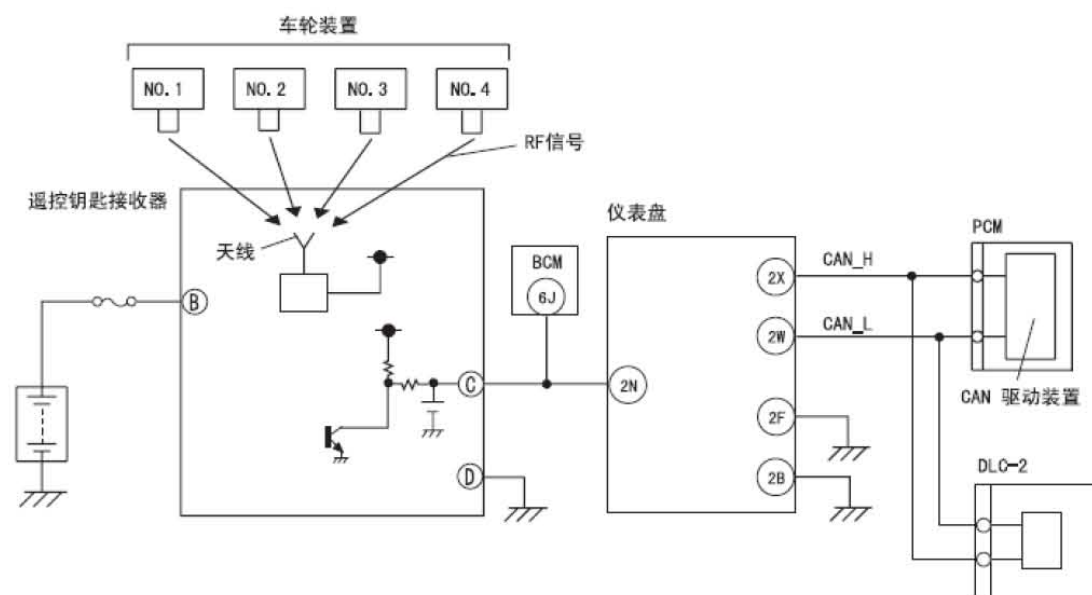 车轮装置
NO.1
NO.2
NO.3
NO.4
RF信号
遥控钥匙接收器
天线
仪表盘
PCM
BCM
6J
2X
CAN_H
B
2W
CAN_L
C
2N
CAN 驱动装置
2F
D
2B
DLC-2